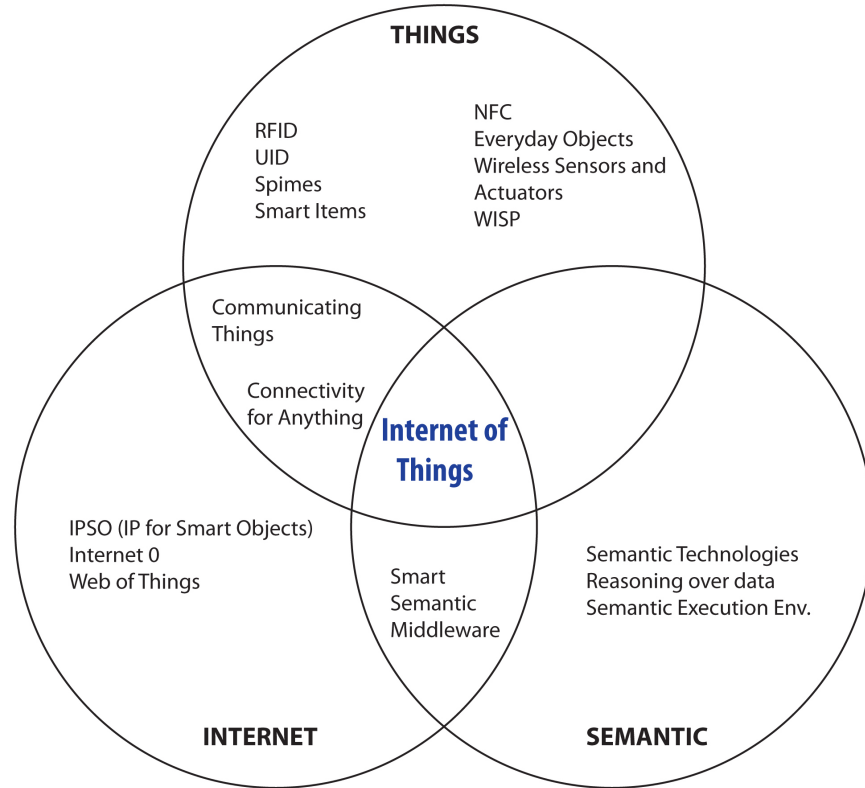 THINGS
RFID
UID
Spimes
Smart Items
NFC
Everyday Objects
Wireless Sensors and
Actuators
WISP
Communicating
Things
Connectivity
for Anything
Internet of
Things
IPSO (IP for Smart Objects)
Internet 0
Web of Things
Smart
Semantic
Middleware
Semantic Technologies
Reasoning over data
Semantic Execution Env.
INTERNET
SEMANTIC